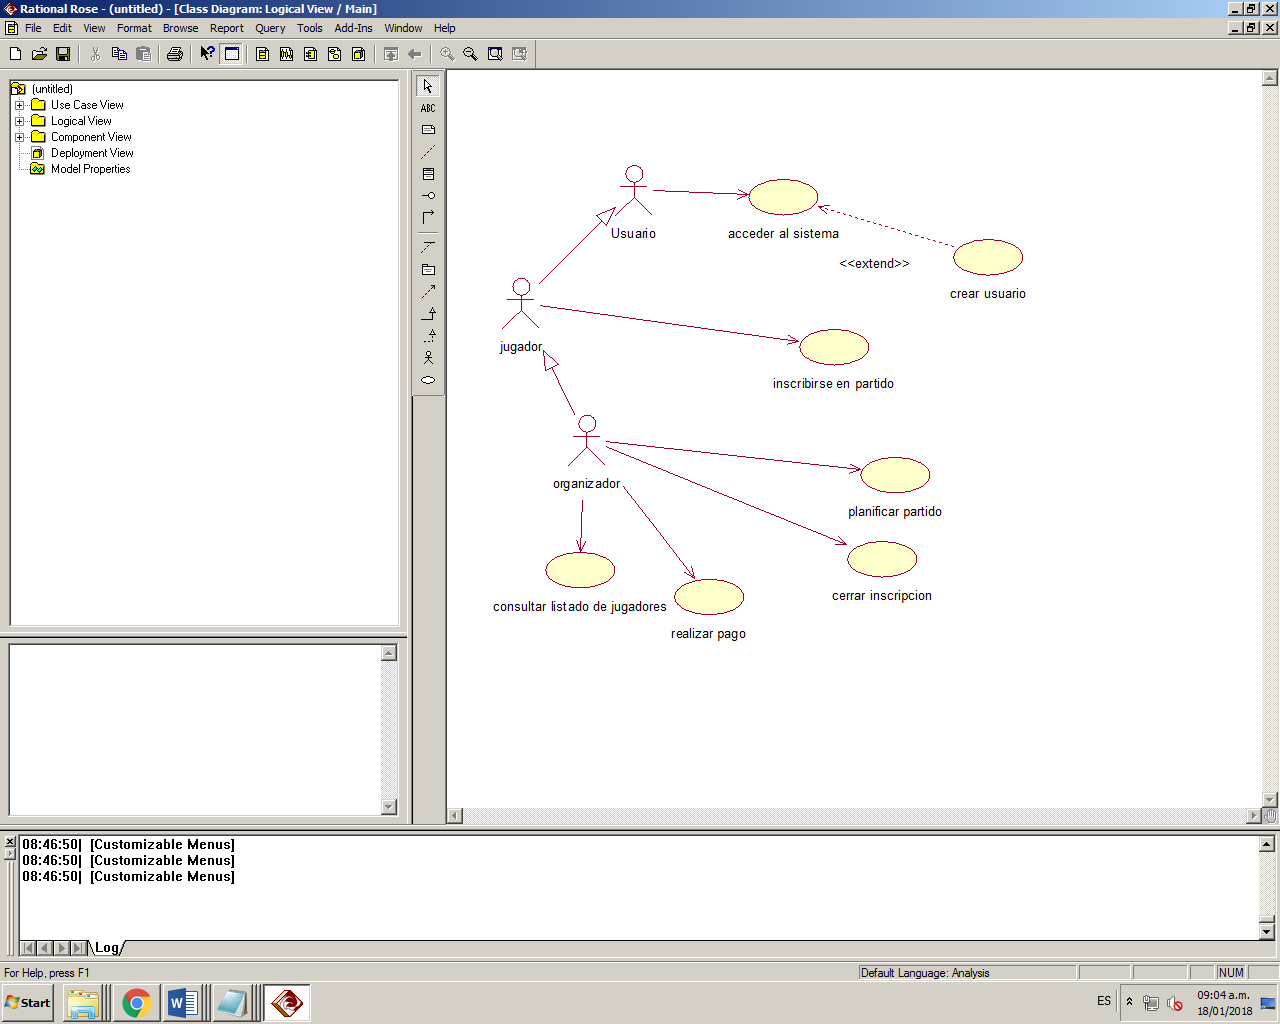 Rational Rose - (untitled) - [Class Diagram: Logical View / Main]
File Edit View Format Browse Report Query Tools Add-Ins Window Help
(untitled)
Use Case View
Logical View
Component View
Deployment View
Model Properties
ABC
Usuario
acceder al sistema
<<extend>>
crear usuario
jugador
inscribirse en partido
organizador
planificar partido
cerrar inscripcion
consultar listado de jugadores
realizar pago
08:46:50| [Customizable Menus]
08:46:50| [Customizable Menus]
08:46:50| [Customizable Menus]
Log
For Help, press F1
Default Language: Analysis
NUM
Start
ES
09:04 a.m.
18/01/2018